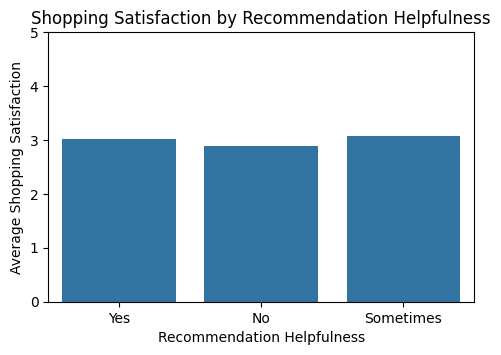 Shopping Satisfaction by Recommendation Helpfulness
Average Shopping Satisfaction
5
4
3
2
1
0
Yes No Sometimes
Recommendation Helpfulness